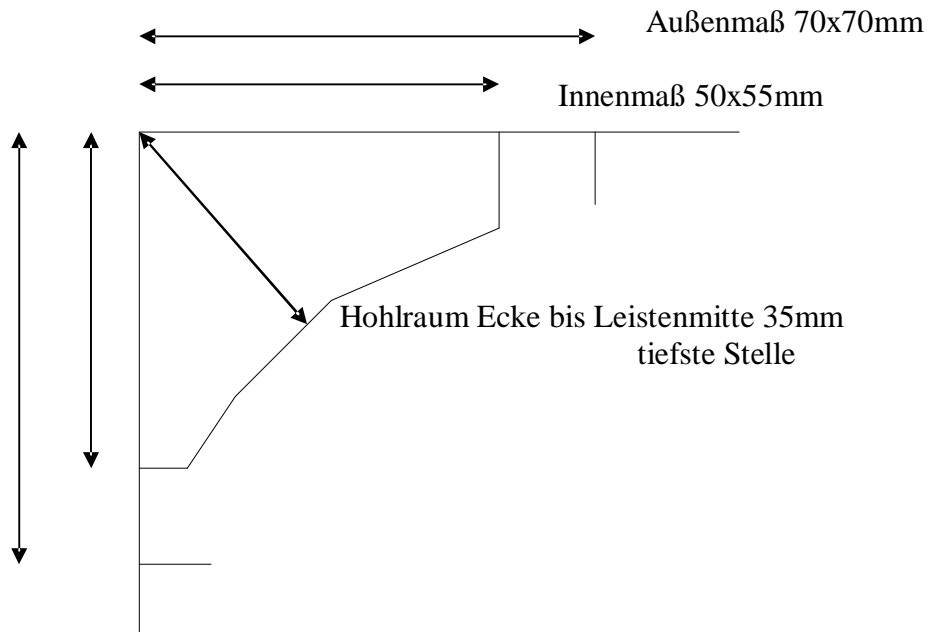 Außenmaß 70x70mm
Innenmaß 50x55mm
Hohlraum Ecke bis Leistenmitte 35mm
tiefste Stelle